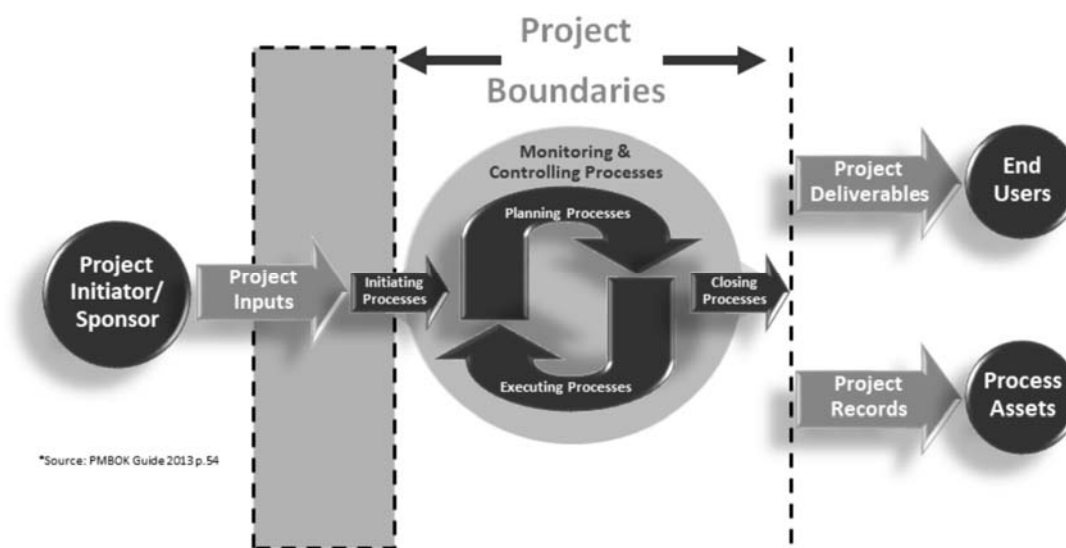 Project
Boundaries
Monitoring &
Controlling Processes
Planning Processes
Executing Processes
Project
Initiator/
Sponsor
Project
Inputs
Initiating
Processes
Closing
Processes
Project
Deliverables
End
Users
Project
Records
Process
Assets
*Source: PMBOK Guide 2013 p.54